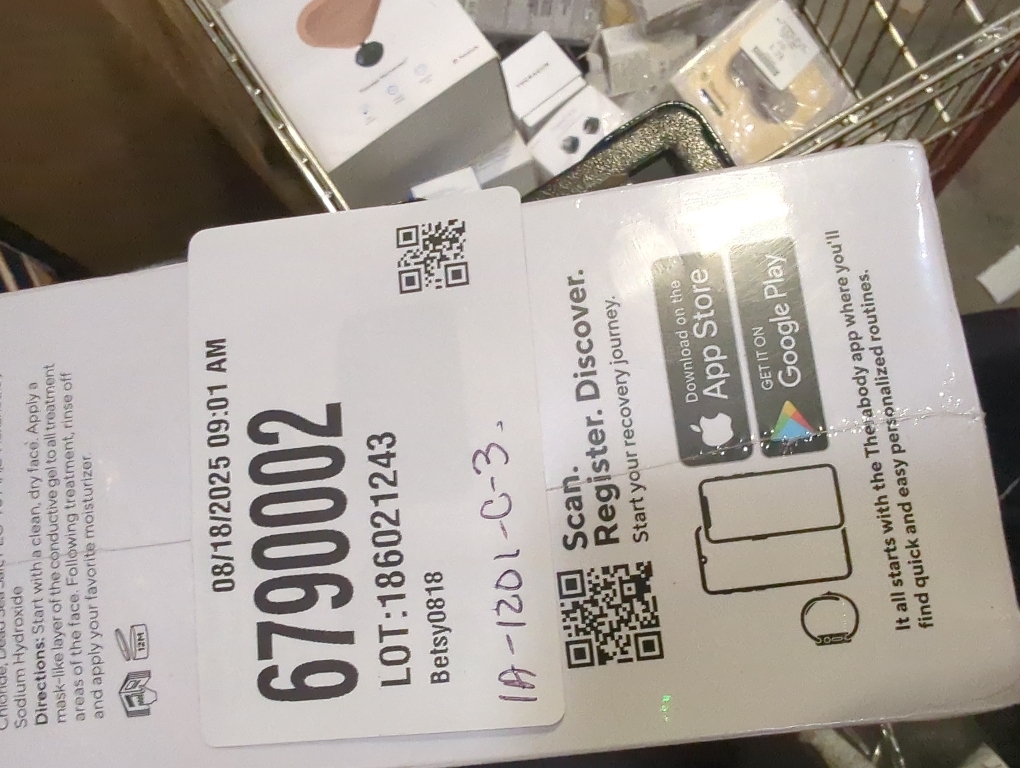 Sodium Hydroxide
Directions: Start with a clean, dry face. Apply a
mask-like layer of the conductive gel to all treatment
areas of the face. Following treatment, rinse off
and apply your favorite moisturizer.
12M
08/18/2025 09:01 AM
6790002
LOT:186021243
Betsy0818
1A-1201-C-3.
Scan.
Register. Discover.
Start your recovery journey.
Download on the
App Store
GET IT ON
Google Play
It all starts with the Therabody app where you'll
find quick and easy personalized routines.